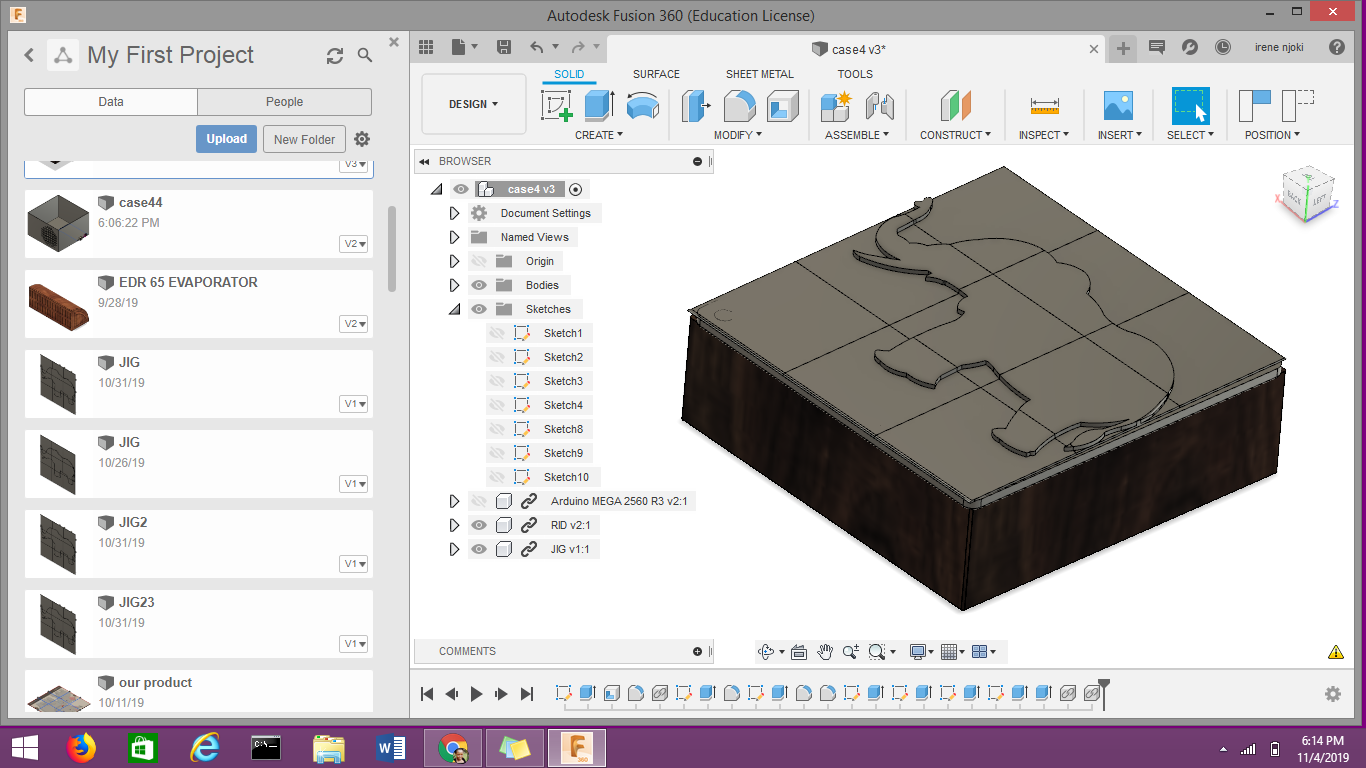 Autodesk Fusion 360 (Education License)
My First Project
Data
People
Upload
New Folder
V3
case44
6:06:22 PM
V2
EDR 65 EVAPORATOR
9/28/19
V2
JIG
10/31/19
V1
JIG
10/26/19
V1
JIG2
10/31/19
V1
JIG23
10/31/19
V1
our product
10/11/19
case4 v3*
irene njoki
DESIGN
SOLID
SURFACE
SHEET METAL
TOOLS
CREATE
MODIFY
ASSEMBLE
CONSTRUCT
INSPECT
INSERT
SELECT
POSITION
BROWSER
case4 v3
Document Settings
Named Views
Origin
Bodies
Sketches
Sketch1
Sketch2
Sketch3
Sketch4
Sketch8
Sketch9
Sketch10
Arduino MEGA 2560 R3 v2:1
RID v2:1
JIG v1:1
BACK
LEFT
X
Z
COMMENTS
C:\_
W
F
360
6:14 PM
11/4/2019